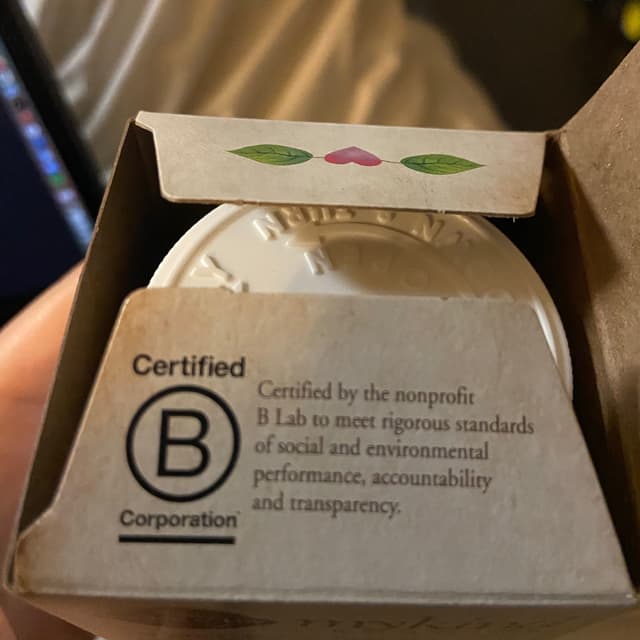 Certified
B
Corporation
Certified by the nonprofit
B Lab to meet rigorous standards
of social and environmental
performance, accountability
and transparency.